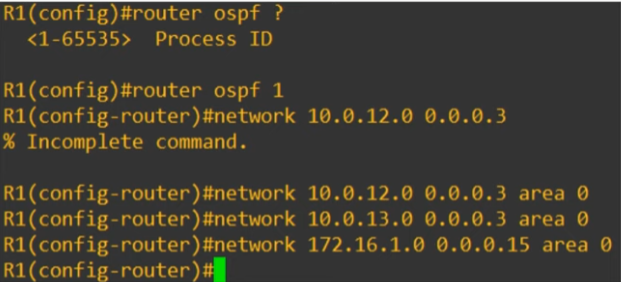 R1(config)#router ospf ?
  <1-65535>  Process ID
R1(config)#router ospf 1
R1(config-router)#network 10.0.12.0 0.0.0.3
% Incomplete command.
R1(config-router)#network 10.0.12.0 0.0.0.3 area 0
R1(config-router)#network 10.0.13.0 0.0.0.3 area 0
R1(config-router)#network 172.16.1.0 0.0.0.15 area 0
R1(config-router)#